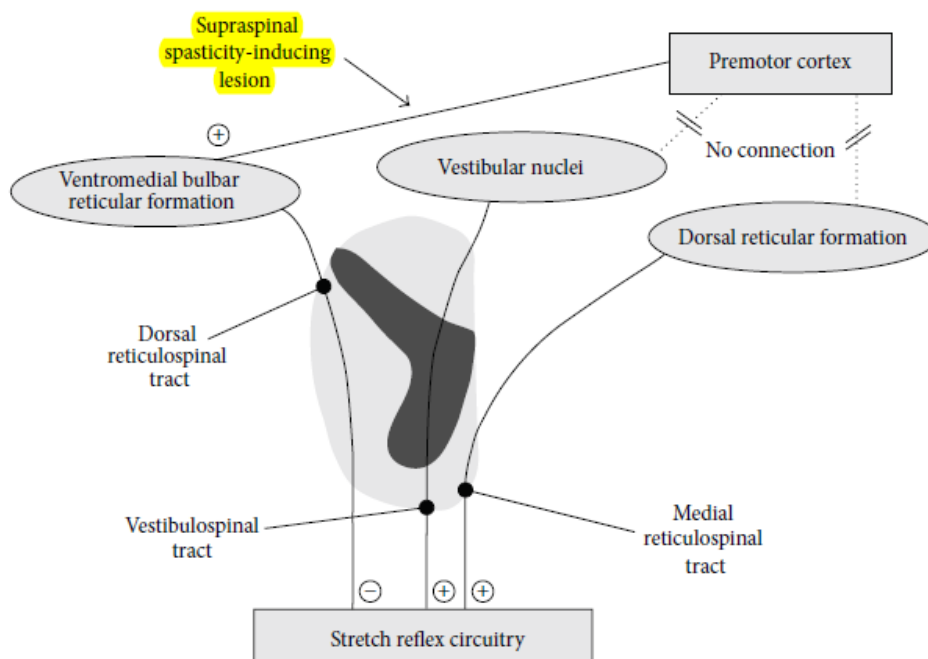 Supraspinal
spasticity-inducing
lesion
Premotor cortex
+
No connection
Ventromedial bulbar
reticular formation
Vestibular nuclei
Dorsal reticular formation
Dorsal
reticulospinal
tract
Vestibulospinal
tract
Medial
reticulospinal
tract
−
+
+
Stretch reflex circuitry